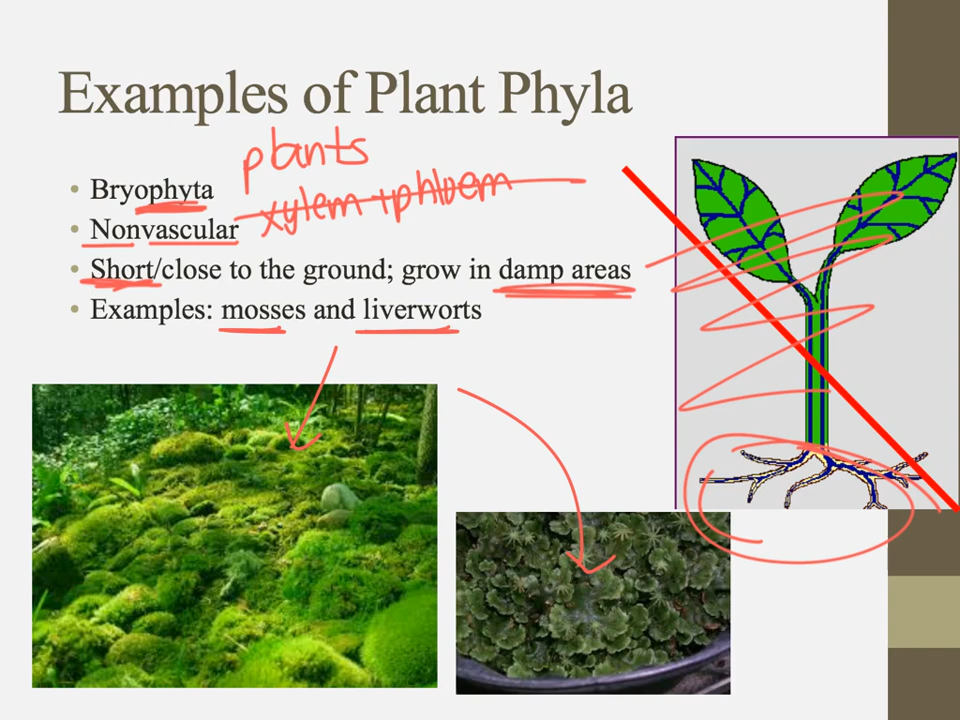 Examples of Plant Phyla
plants
• Bryophyta
xylem + phloem
• Nonvascular
• Short/close to the ground; grow in damp areas
• Examples: mosses and liverworts